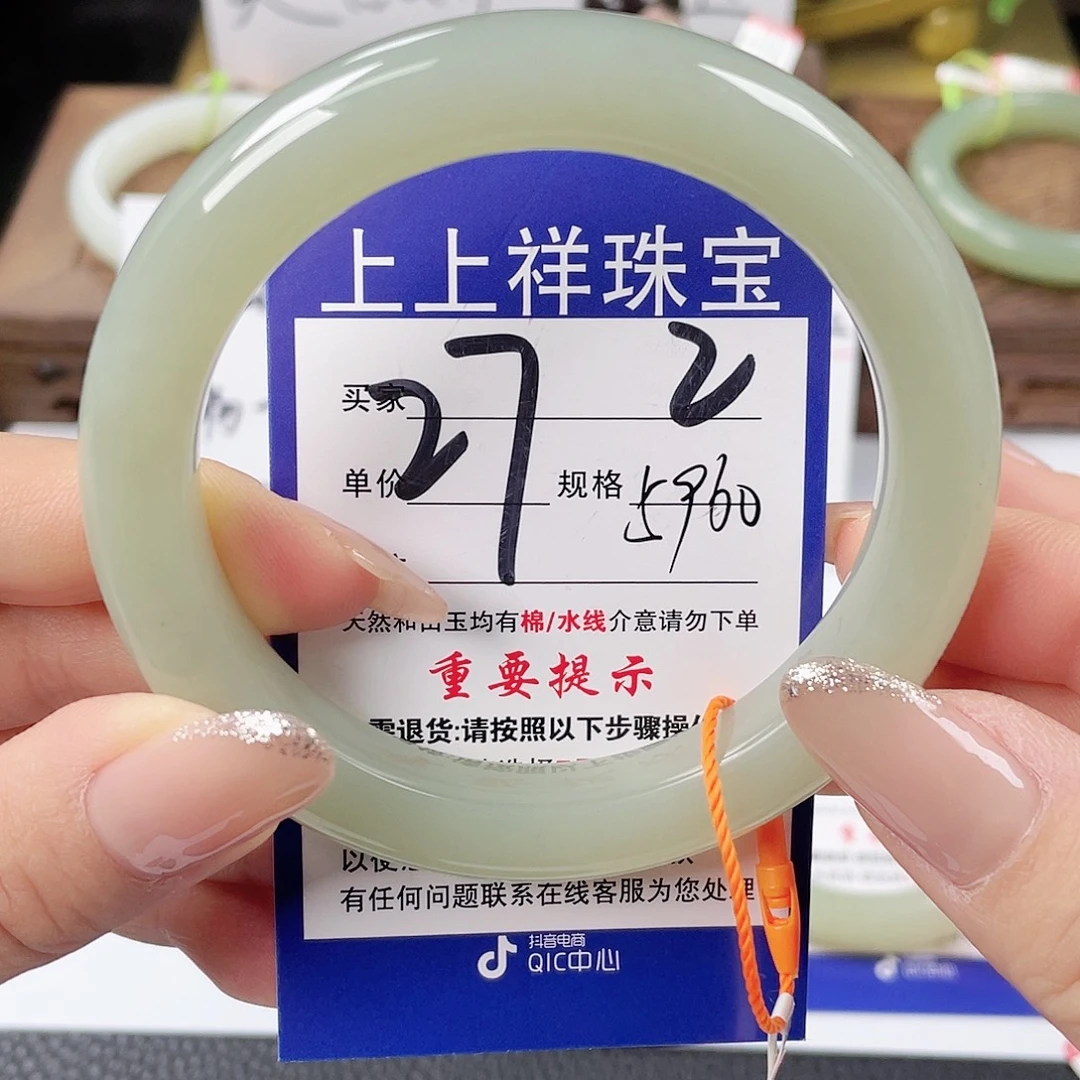 上上祥珠宝
买家 27 2
单价 规格 5960
天然和田玉均有棉/水线介意请勿下单
重要提示
需退货:请按照以下步骤操作
有任何问题联系在线客服为您处理
抖音电商
QIC中心